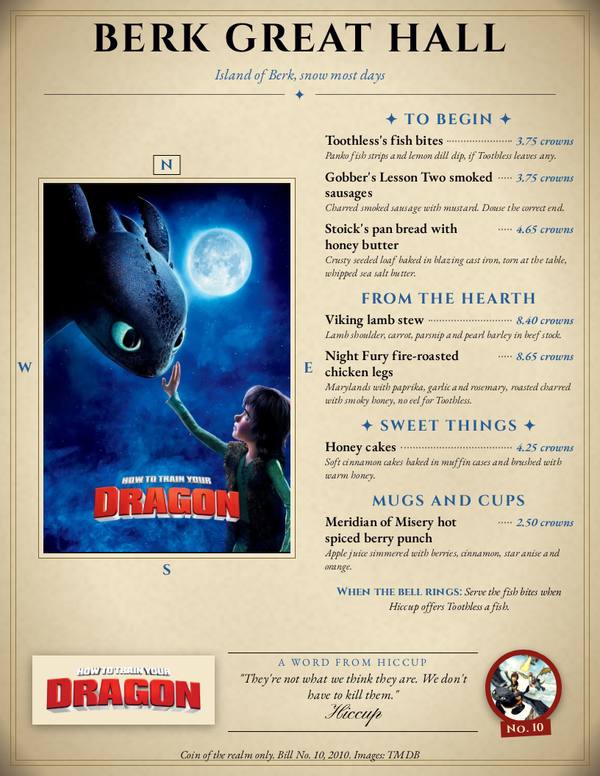 BERK GREAT HALL
Island of Berk, snow most days
N
W
E
S
HOW TO TRAIN YOUR
DRAGON
✦ TO BEGIN ✦
Toothless's fish bites 3.75 crowns
Panko fish strips and lemon dill dip, if Toothless leaves any.
Gobber's Lesson Two smoked 3.75 crowns
sausages
Charred smoked sausage with mustard. Douse the correct end.
Stoick's pan bread with 4.65 crowns
honey butter
Crusty seeded loaf baked in blazing cast iron, torn at the table,
whipped sea salt butter.
FROM THE HEARTH
Viking lamb stew 8.40 crowns
Lamb shoulder, carrot, parsnip and pearl barley in beef stock.
Night Fury fire-roasted 8.65 crowns
chicken legs
Marylands with paprika, garlic and rosemary, roasted charred
with smoky honey, no eel for Toothless.
✦ SWEET THINGS ✦
Honey cakes 4.25 crowns
Soft cinnamon cakes baked in muffin cases and brushed with
warm honey.
MUGS AND CUPS
Meridian of Misery hot 2.50 crowns
spiced berry punch
Apple juice simmered with berries, cinnamon, star anise and
orange.
WHEN THE BELL RINGS: Serve the fish bites when
Hiccup offers Toothless a fish.
HOW TO TRAIN YOUR
DRAGON
A WORD FROM HICCUP
"They're not what we think they are. We don't
have to kill them."
Hiccup
No. 10
Coin of the realm only. Bill No. 10, 2010. Images: TMDB